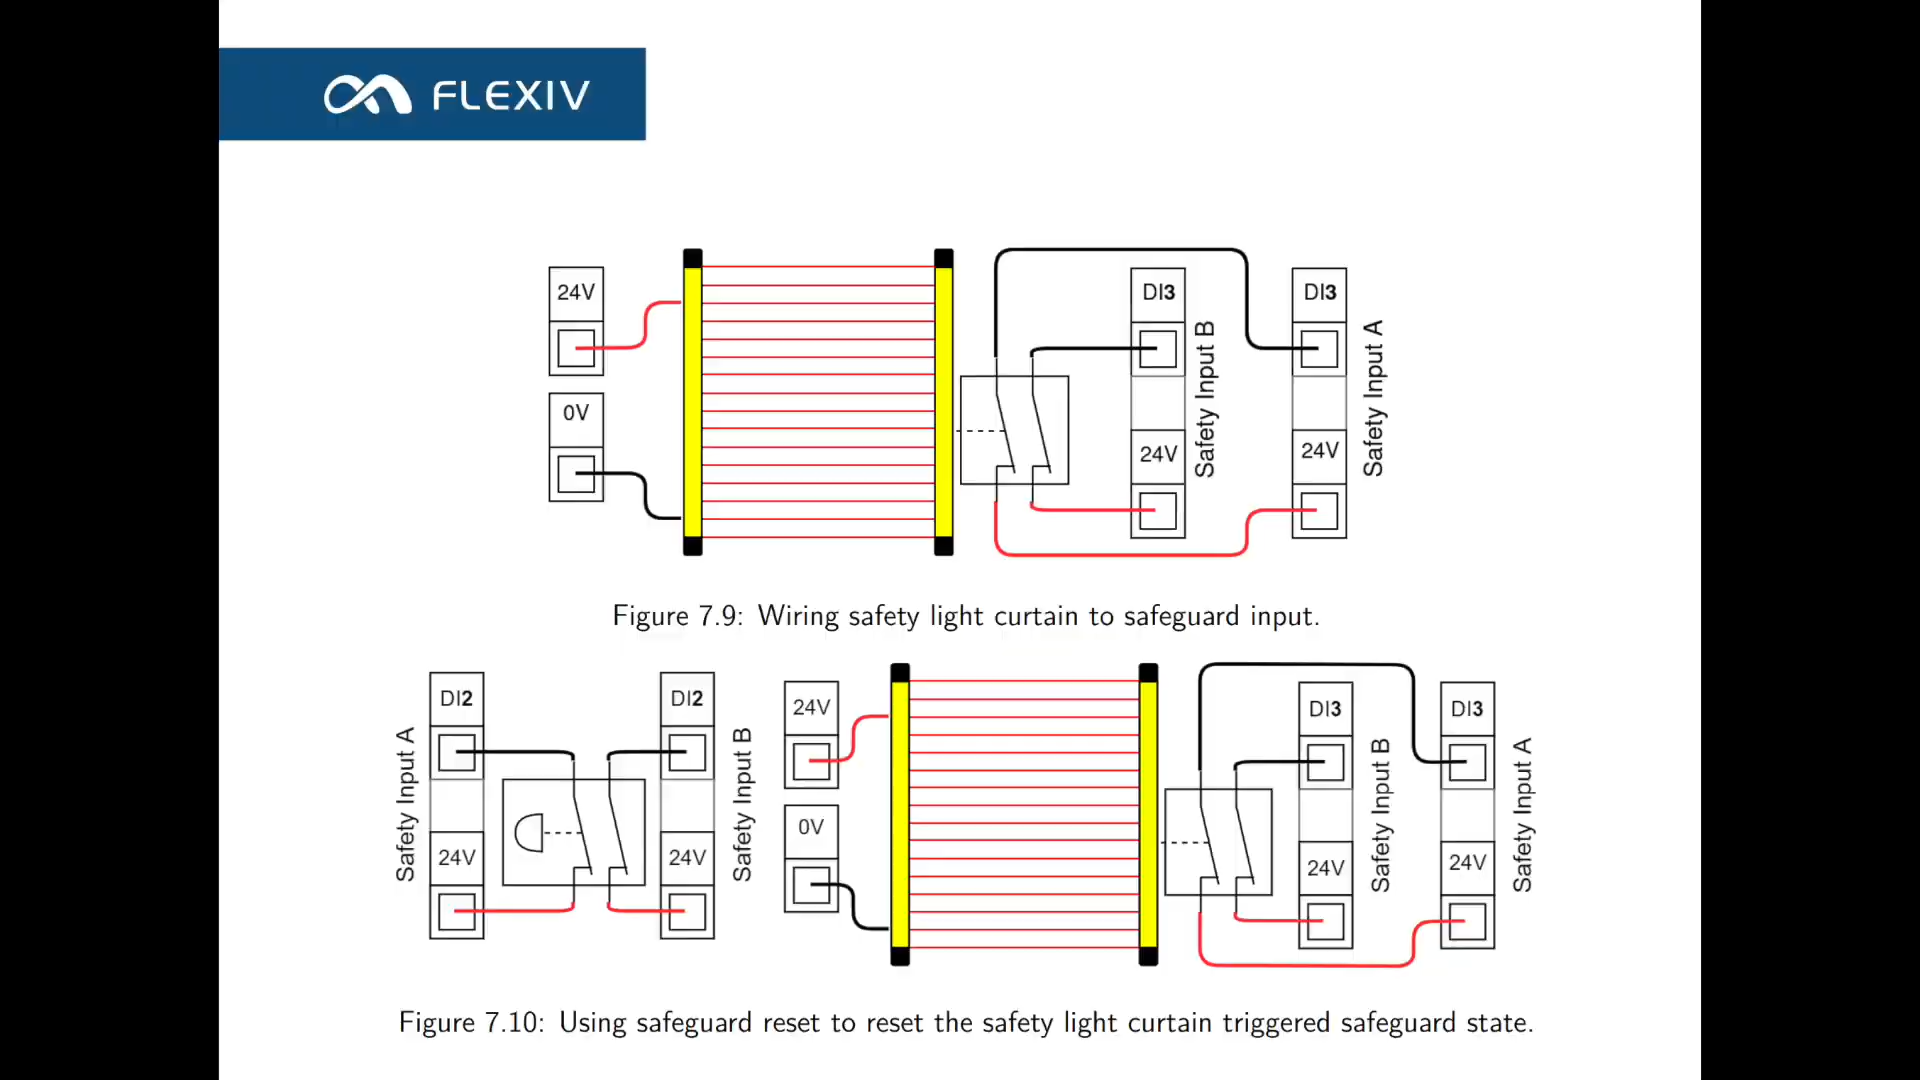 FLEXIV
24V
0V
DI3
24V
Safety Input B
DI3
24V
Safety Input A
Figure 7.9: Wiring safety light curtain to safeguard input.
Safety Input A
DI2
24V
DI2
24V
Safety Input B
24V
0V
DI3
24V
Safety Input B
DI3
24V
Safety Input A
Figure 7.10: Using safeguard reset to reset the safety light curtain triggered safeguard state.